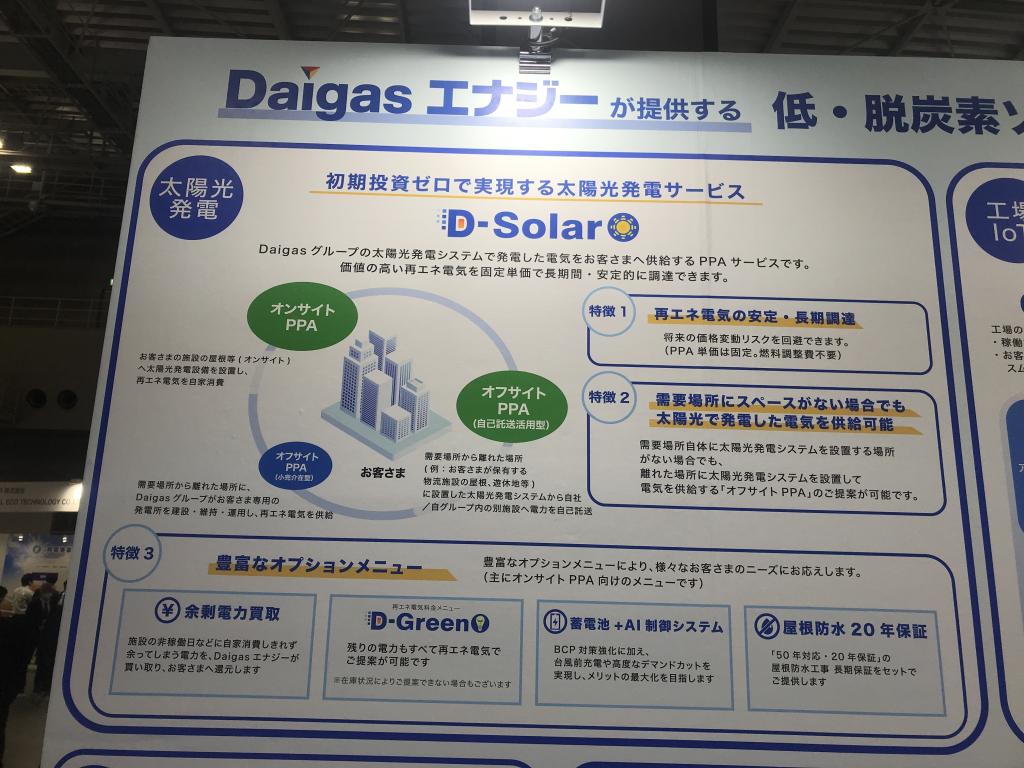 Daigas エナジーが提供する 低・脱炭素ソ
太陽光
発電
初期投資ゼロで実現する太陽光発電サービス
D-Solar
Daigas グループの太陽光発電システムで発電した電気をお客さまへ供給する PPA サービスです。
価値の高い再エネ電気を固定単価で長期間・安定的に調達できます。
オンサイト
PPA
お客さまの施設の屋根等(オンサイト)
へ太陽光発電設備を設置し、
再エネ電気を自家消費
オフサイト
PPA
(自己託送活用型)
需要場所から離れた場所
(例:お客さまが保有する
物流施設の屋根、遊休地等)
に設置した太陽光発電システムから自社
/自グループ内の別施設へ電力を自己託送
お客さま
オフサイト
PPA
(小売介在型)
需要場所から離れた場所に、
Daigasグループがお客さま専用の
発電所を建設・維持・運用し、再エネ電気を供給
特徴 1
再エネ電気の安定・長期調達
将来の価格変動リスクを回避できます。
(PPA 単価は固定。燃料調整費不要)
特徴 2
需要場所にスペースがない場合でも
太陽光で発電した電気を供給可能
需要場所自体に太陽光発電システムを設置する場所
がない場合でも、
離れた場所に太陽光発電システムを設置して
電気を供給する「オフサイト PPA」のご提案が可能です。
特徴 3
豊富なオプションメニュー
豊富なオプションメニューにより、様々なお客さまのニーズにお応えします。
(主にオンサイト PPA 向けのメニューです)
¥ 余剰電力買取
施設の非稼働日などに自家消費しきれず
余ってしまう電力を、Daigasエナジーが
買い取り、お客さまへ還元します
再エネ電気料金メニュー
D-Green
残りの電力もすべて再エネ電気で
ご提案が可能です
※在庫状況によりご提案できない場合もございます
蓄電池 +AI 制御システム
BCP 対策強化に加え、
台風前充電や高度なデマンドカットを
実現し、メリットの最大化を目指します
屋根防水 20 年保証
「50 年対応・20 年保証」の
屋根防水工事 長期保証をセットで
ご提供します
工場
IoT
工場の
・稼働
・お客
スム